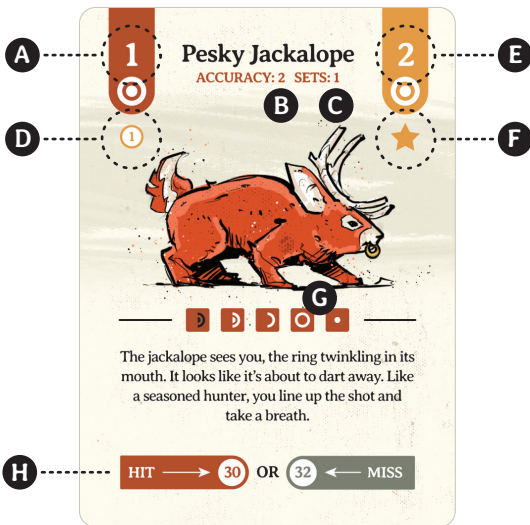 A
1
Pesky Jackalope
2
E
ACCURACY: 2 SETS: 1
B
C
D
1
F
G
The jackalope sees you, the ring twinkling in its
mouth. It looks like it’s about to dart away. Like
a seasoned hunter, you line up the shot and
take a breath.
H
HIT 30 OR 32 MISS